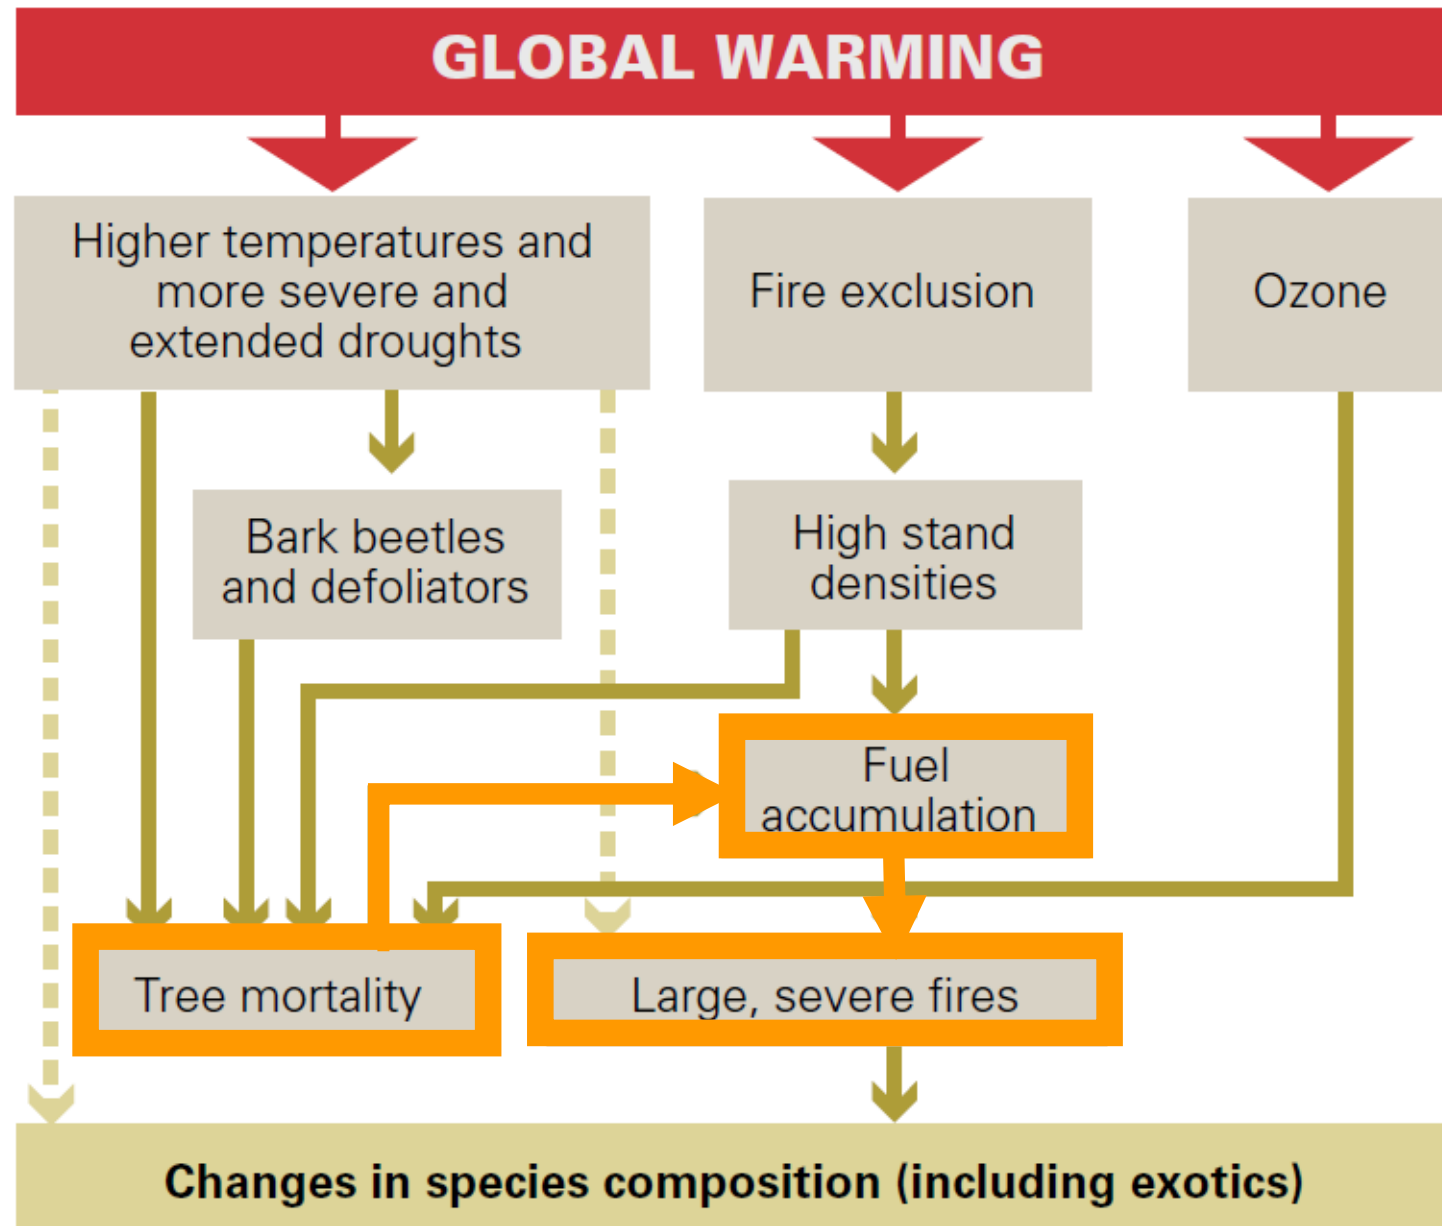 GLOBAL WARMING
Higher temperatures and
more severe and
extended droughts
Fire exclusion
Ozone
Bark beetles
and defoliators
High stand
densities
Fuel
accumulation
Tree mortality
Large, severe fires
Changes in species composition (including exotics)